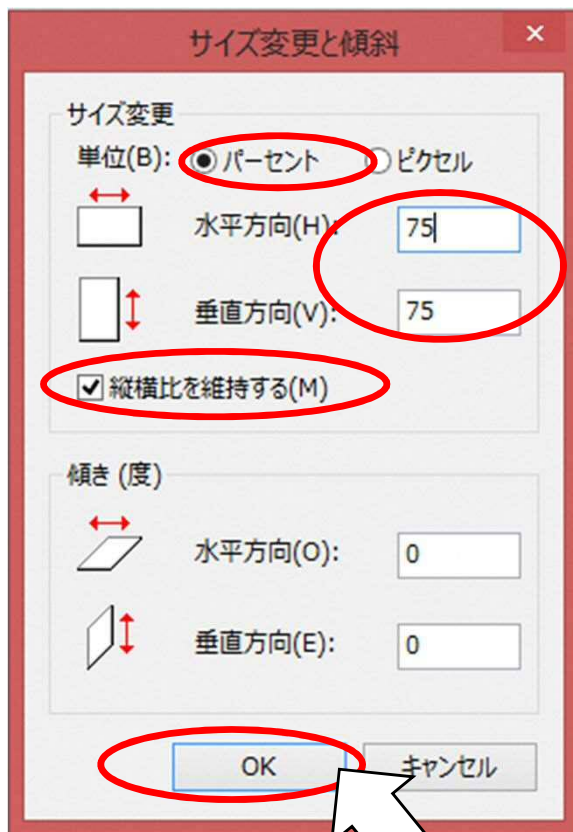 サイズ変更と傾斜
サイズ変更
単位(B): パーセント ピクセル
水平方向(H): 75
垂直方向(V): 75
縦横比を維持する(M)
傾き (度)
水平方向(O): 0
垂直方向(E): 0
OK キャンセル